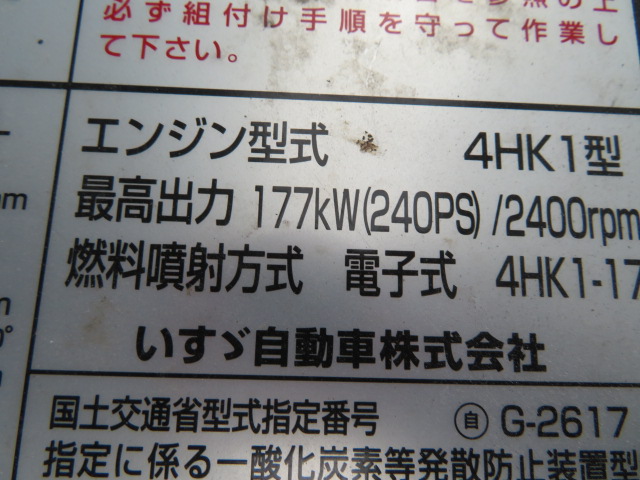 必ず組付け手順を守って作業し
て下さい。
エンジン型式 4HK1型
最高出力 177kW(240PS) /2400rpm
燃料噴射方式 電子式 4HK1-17
いすゞ自動車株式会社
国土交通省型式指定番号 ㊀自 G-2617
指定に係る一酸化炭素等発散防止装置型